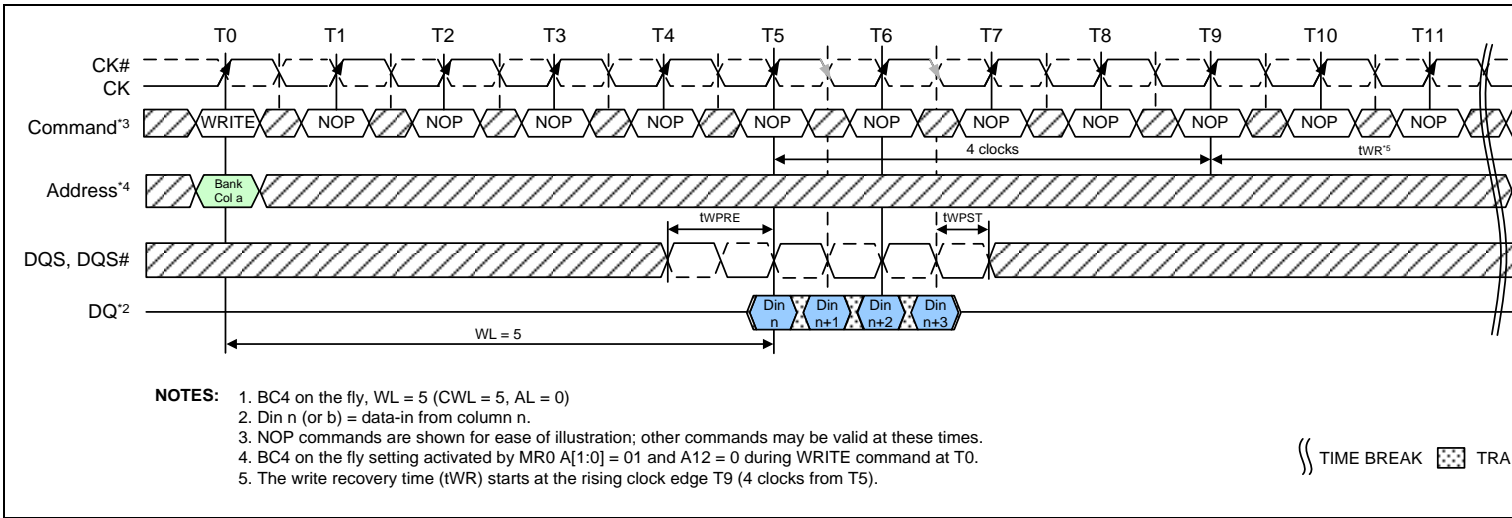 T0 T1 T2 T3 T4 T5 T6 T7 T8 T9 T10 T11
CK#
CK
Command*3 WRITE NOP NOP NOP NOP NOP NOP NOP NOP NOP NOP NOP
4 clocks tWR*5
Address*4 Bank
Col a
tWPRE tWPST
DQS, DQS#
DQ*2 Din Din Din Din
n n+1 n+2 n+3
WL = 5
NOTES: 1. BC4 on the fly, WL = 5 (CWL = 5, AL = 0)
2. Din n (or b) = data-in from column n.
3. NOP commands are shown for ease of illustration; other commands may be valid at these times.
4. BC4 on the fly setting activated by MR0 A[1:0] = 01 and A12 = 0 during WRITE command at T0.
5. The write recovery time (tWR) starts at the rising clock edge T9 (4 clocks from T5).
TIME BREAK TRA